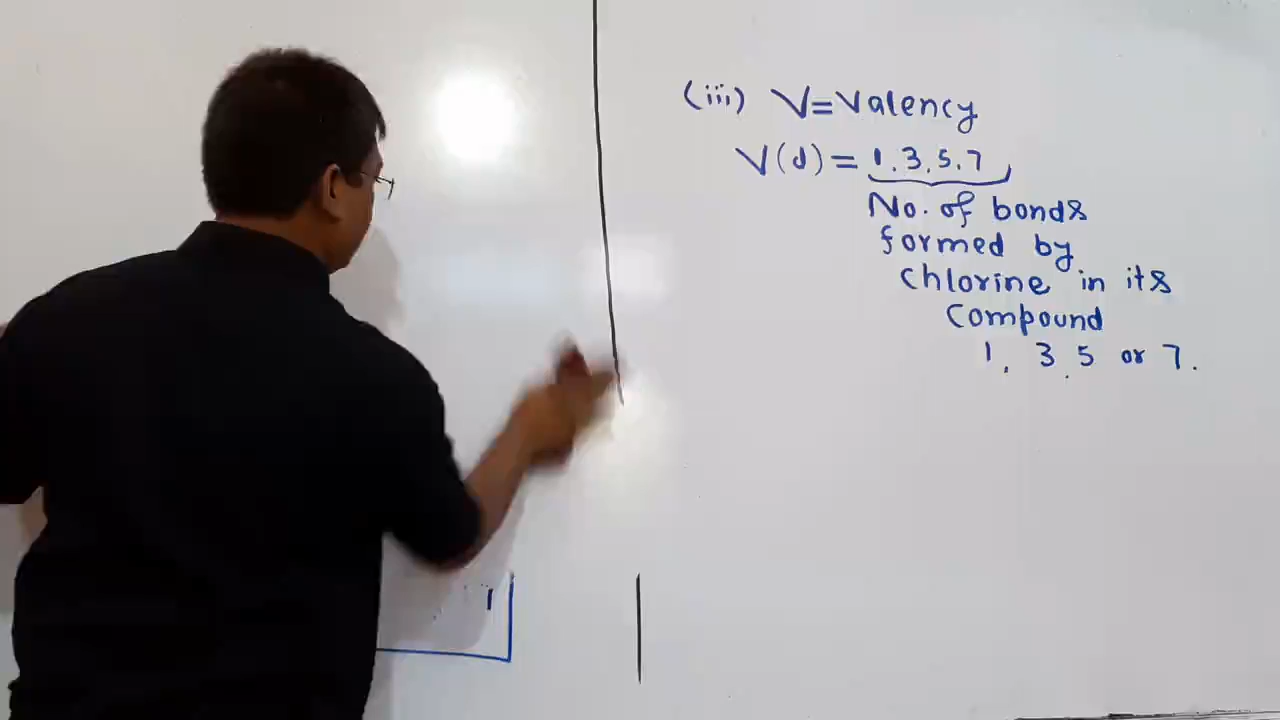 (iii) V=Valency
V(cl) = 1,3,5,7
No. of bonds
formed by
chlorine in its
Compound
1, 3, 5 or 7.